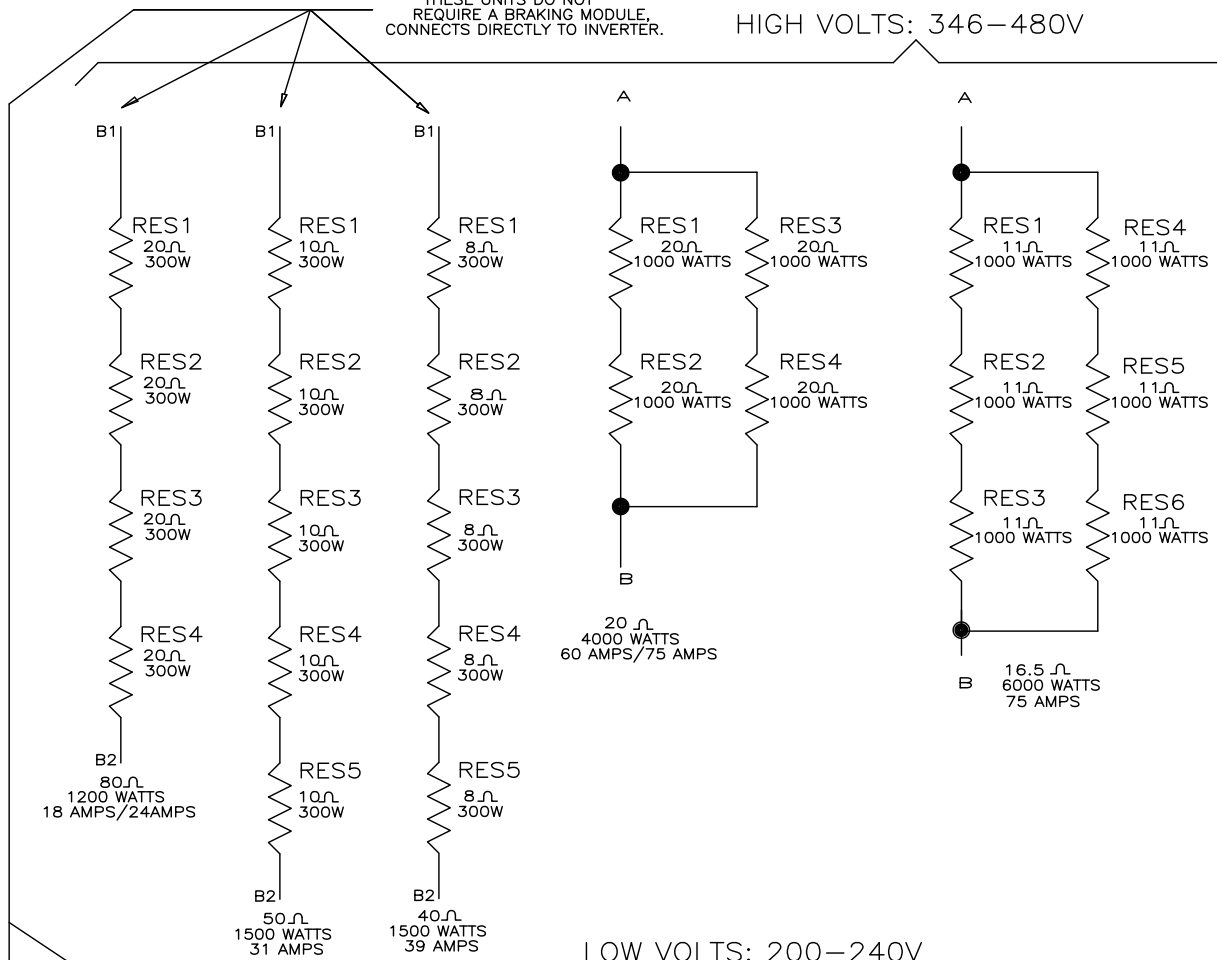 THESE UNITS DO NOT
REQUIRE A BRAKING MODULE,
CONNECTS DIRECTLY TO INVERTER.
HIGH VOLTS: 346-480V
B1
RES1
20Ω
300W
RES2
20Ω
300W
RES3
20Ω
300W
RES4
20Ω
300W
B2
80Ω
1200 WATTS
18 AMPS/24AMPS
B1
RES1
10Ω
300W
RES2
10Ω
300W
RES3
10Ω
300W
RES4
10Ω
300W
RES5
10Ω
300W
B2
50Ω
1500 WATTS
31 AMPS
B1
RES1
8Ω
300W
RES2
8Ω
300W
RES3
8Ω
300W
RES4
8Ω
300W
RES5
8Ω
300W
B2
40Ω
1500 WATTS
39 AMPS
A
RES1
20Ω
1000 WATTS
RES2
20Ω
1000 WATTS
RES3
20Ω
1000 WATTS
RES4
20Ω
1000 WATTS
B
20 Ω
4000 WATTS
60 AMPS/75 AMPS
A
RES1
11Ω
1000 WATTS
RES2
11Ω
1000 WATTS
RES3
11Ω
1000 WATTS
RES4
11Ω
1000 WATTS
RES5
11Ω
1000 WATTS
RES6
11Ω
1000 WATTS
B
16.5 Ω
6000 WATTS
75 AMPS
LOW VOLTS: 200-240V